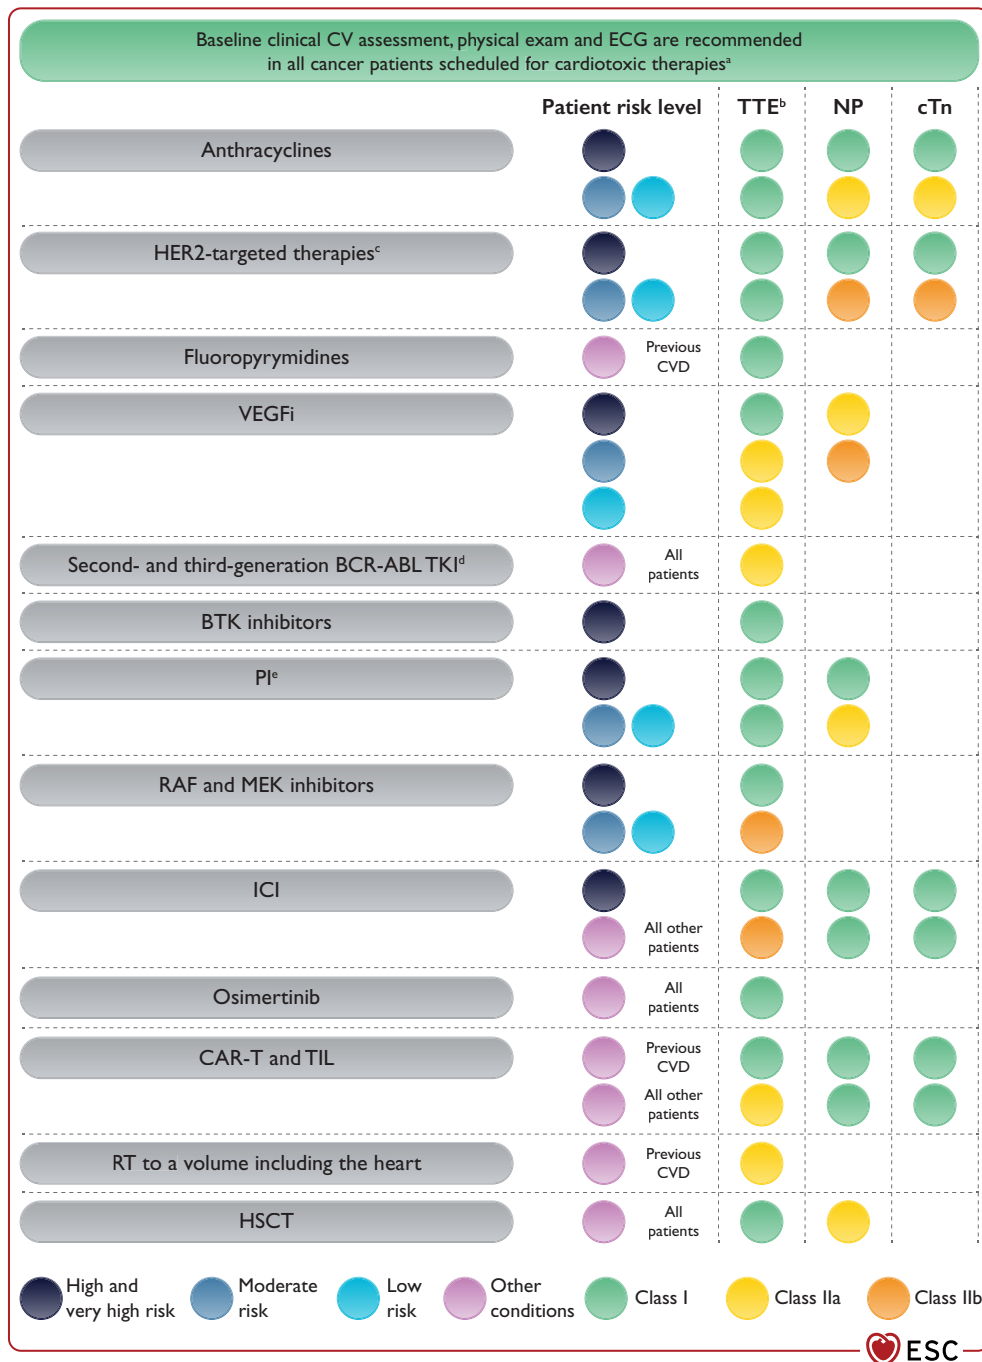 Baseline clinical CV assessment, physical exam and ECG are recommended
in all cancer patients scheduled for cardiotoxic therapiesᵃ
Patient risk level TTEᵇ NP cTn
Anthracyclines
HER2-targeted therapiesᶜ
Fluoropyrymidines Previous
CVD
VEGFi
Second- and third-generation BCR-ABL TKIᵈ All
patients
BTK inhibitors
PIᵉ
RAF and MEK inhibitors
ICI
All other
patients
Osimertinib All
patients
CAR-T and TIL Previous
CVD
All other
patients
RT to a volume including the heart Previous
CVD
HSCT All
patients
High and
very high risk
Moderate
risk
Low
risk
Other
conditions
Class I
Class IIa
Class IIb
ESC